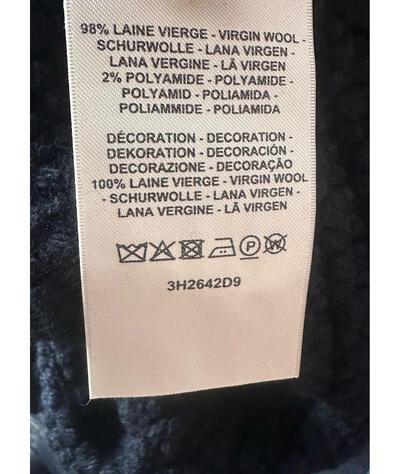 98% LAINE VIERGE - VIRGIN WOOL -
SCHURWOLLE - LANA VIRGEN -
LANA VERGINE - LÃ VIRGEN
2% POLYAMIDE - POLYAMIDE -
POLYAMID - POLIAMIDA -
POLIAMMIDE - POLIAMIDA
DÉCORATION - DECORATION -
DEKORATION - DECORACIÓN -
DECORAZIONE - DECORAÇÃO
100% LAINE VIERGE - VIRGIN WOOL
- SCHURWOLLE - LANA VIRGEN -
LANA VERGINE - LÃ VIRGEN
P W
3H2642D9